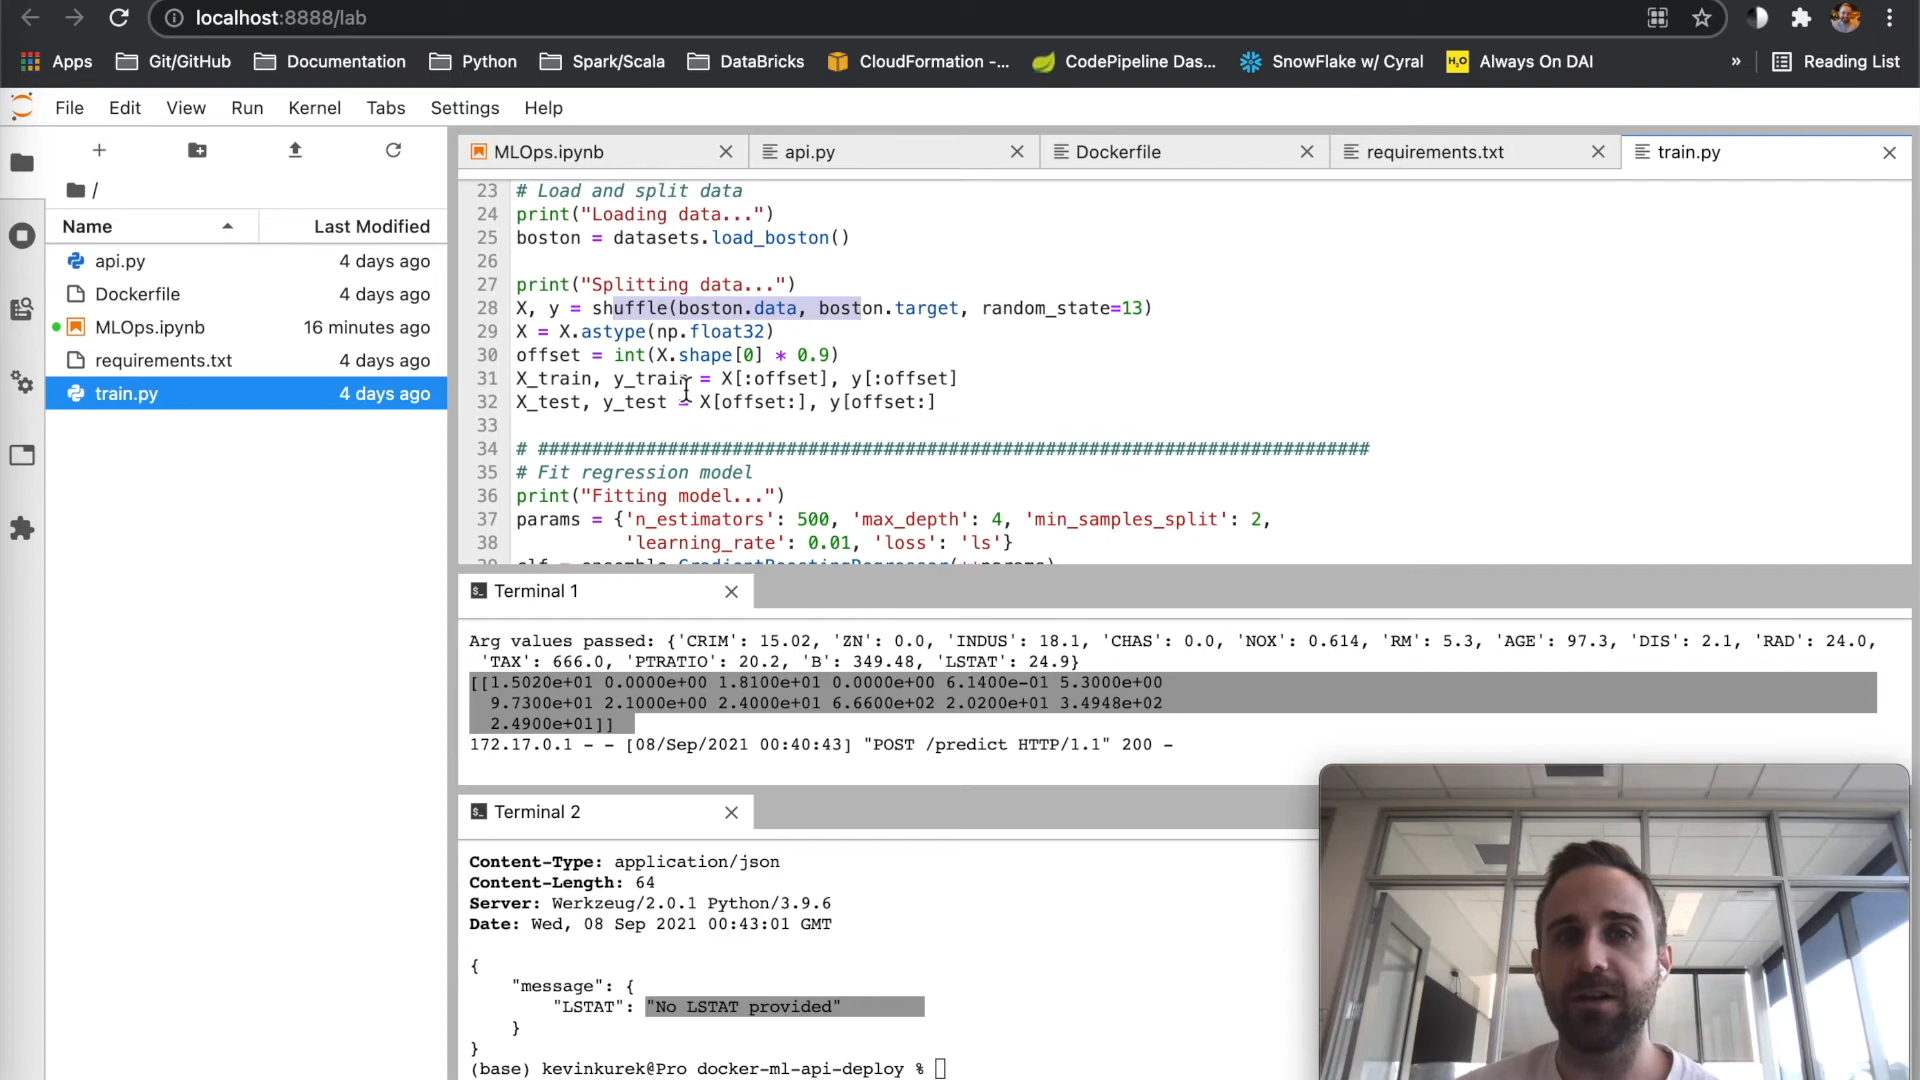 localhost:8888/lab
Apps Git/GitHub Documentation Python Spark/Scala DataBricks CloudFormation -... CodePipeline Das... SnowFlake w/ Cyral H2O Always On DAI » Reading List
File Edit View Run Kernel Tabs Settings Help
MLOps.ipynb api.py Dockerfile requirements.txt train.py
/
Name Last Modified
api.py 4 days ago
Dockerfile 4 days ago
MLOps.ipynb 16 minutes ago
requirements.txt 4 days ago
train.py 4 days ago
23 # Load and split data
24 print("Loading data...")
25 boston = datasets.load_boston()
26
27 print("Splitting data...")
28 X, y = shuffle(boston.data, boston.target, random_state=13)
29 X = X.astype(np.float32)
30 offset = int(X.shape[0] * 0.9)
31 X_train, y_train = X[:offset], y[:offset]
32 X_test, y_test = X[offset:], y[offset:]
33
34 # #############################################################################
35 # Fit regression model
36 print("Fitting model...")
37 params = {'n_estimators': 500, 'max_depth': 4, 'min_samples_split': 2,
38 'learning_rate': 0.01, 'loss': 'ls'}
Terminal 1
Arg values passed: {'CRIM': 15.02, 'ZN': 0.0, 'INDUS': 18.1, 'CHAS': 0.0, 'NOX': 0.614, 'RM': 5.3, 'AGE': 97.3, 'DIS': 2.1, 'RAD': 24.0,
'TAX': 666.0, 'PTRATIO': 20.2, 'B': 349.48, 'LSTAT': 24.9}
[[1.5020e+01 0.0000e+00 1.8100e+01 0.0000e+00 6.1400e-01 5.3000e+00
9.7300e+01 2.1000e+00 2.4000e+01 6.6600e+02 2.0200e+01 3.4948e+02
2.4900e+01]]
172.17.0.1 - - [08/Sep/2021 00:40:43] "POST /predict HTTP/1.1" 200 -
Terminal 2
Content-Type: application/json
Content-Length: 64
Server: Werkzeug/2.0.1 Python/3.9.6
Date: Wed, 08 Sep 2021 00:43:01 GMT
{
"message": {
"LSTAT": "No LSTAT provided"
}
}
(base) kevinkurek@Pro docker-ml-api-deploy %